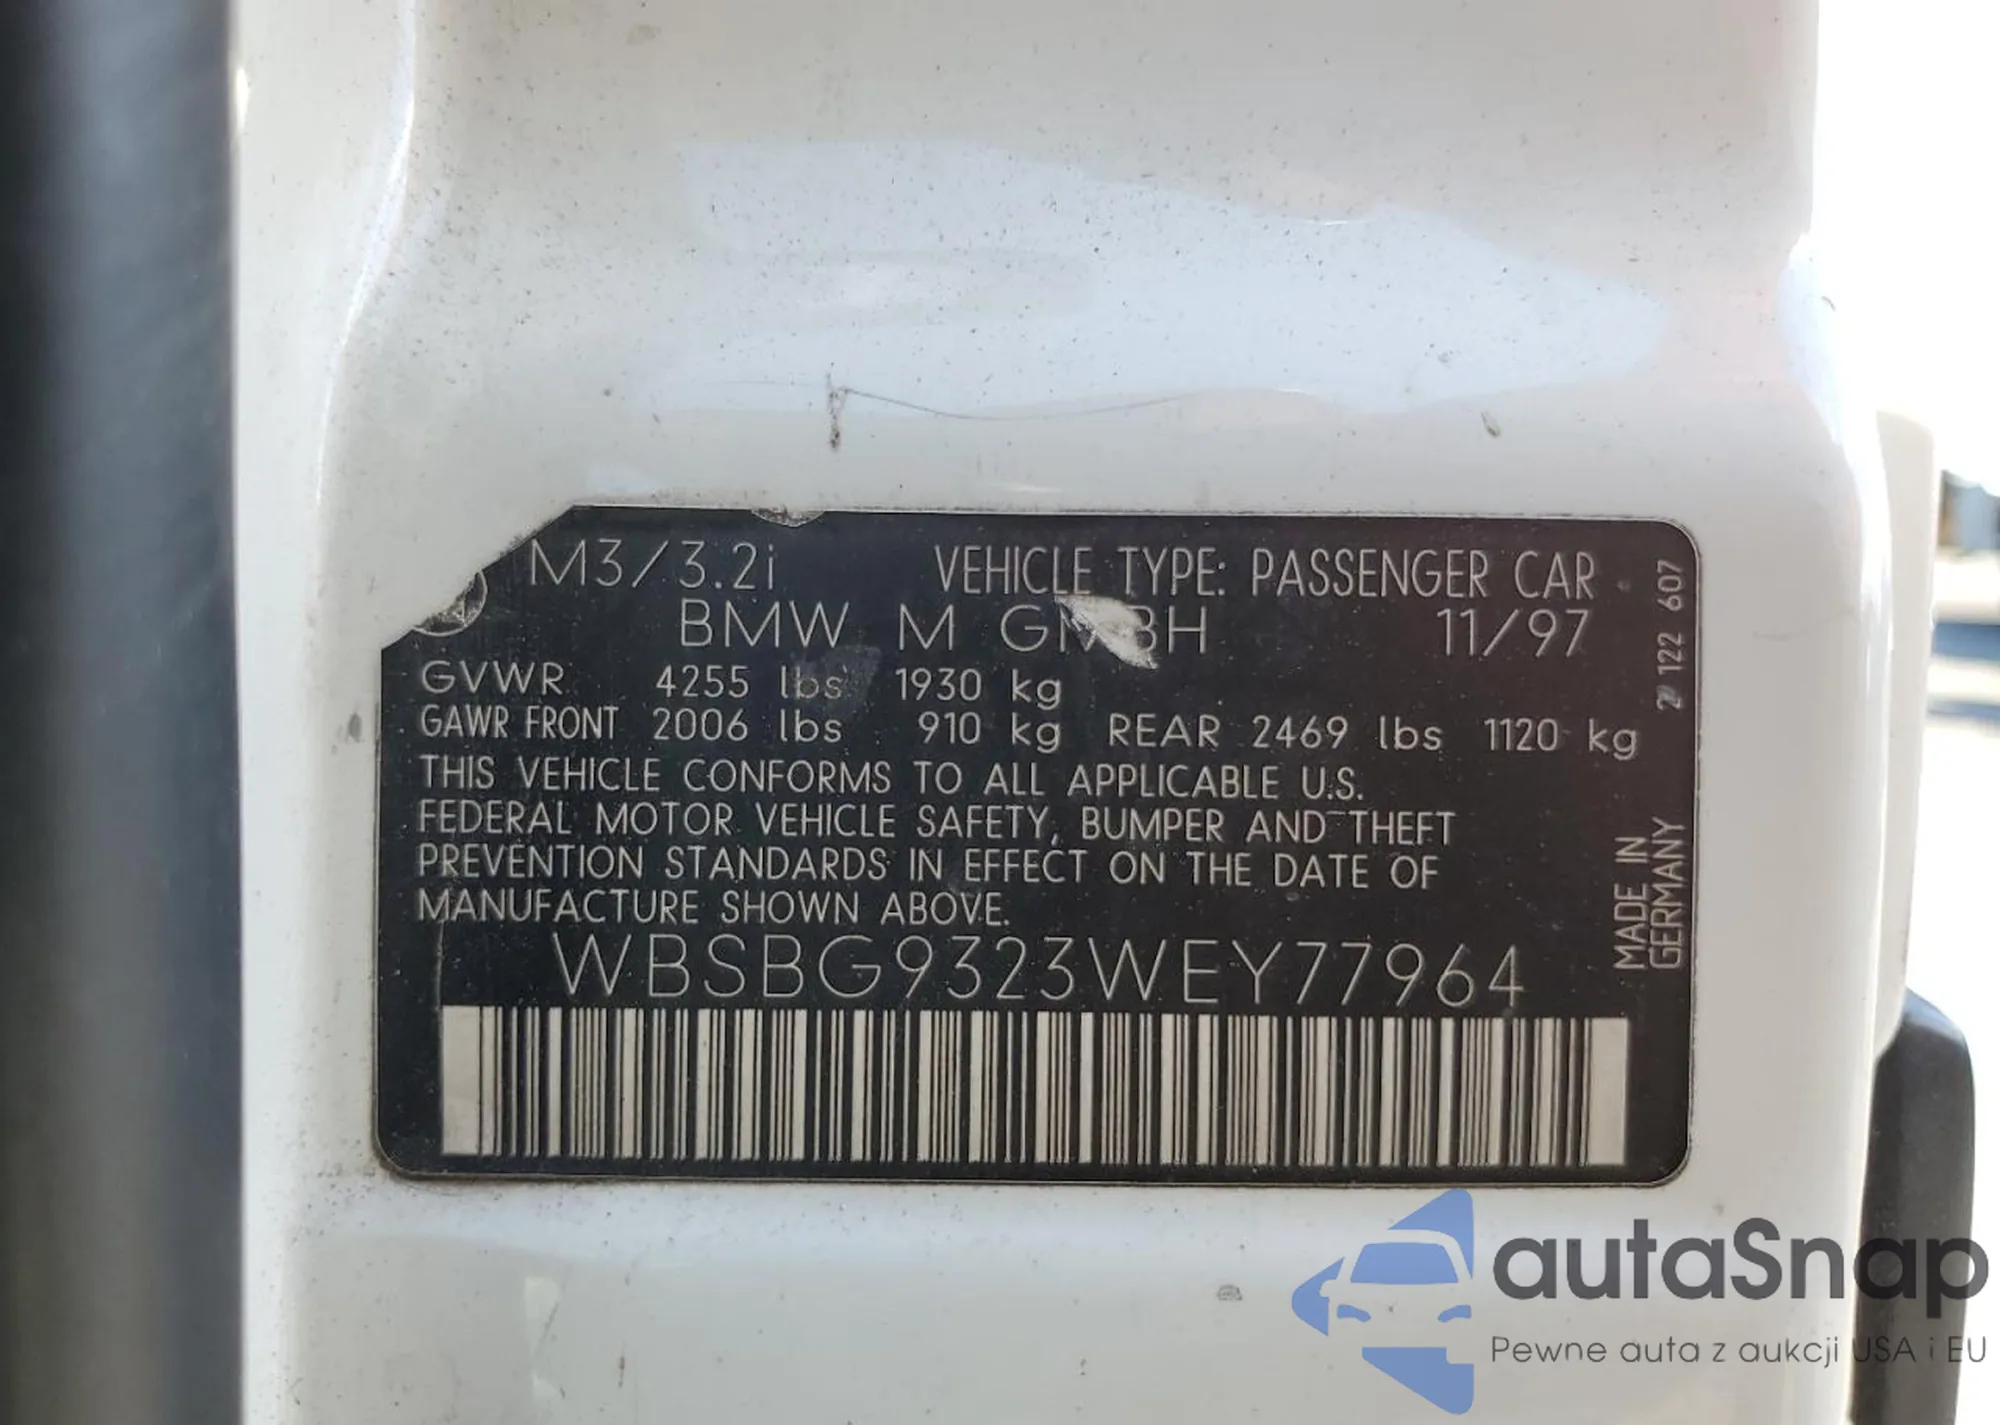 M3/3.2i VEHICLE TYPE: PASSENGER CAR
BMW M GMBH 11/97
GVWR 4255 lbs 1930 kg
GAWR FRONT 2006 lbs 910 kg REAR 2469 lbs 1120 kg
THIS VEHICLE CONFORMS TO ALL APPLICABLE U.S.
FEDERAL MOTOR VEHICLE SAFETY, BUMPER AND THEFT
PREVENTION STANDARDS IN EFFECT ON THE DATE OF
MANUFACTURE SHOWN ABOVE.
WBSBG9323WEY77964
2 122 607
MADE IN
GERMANY
autaSnap
Pewne auta z aukcji USA i EU